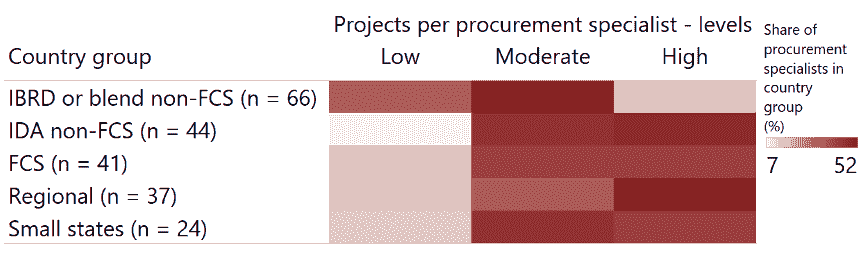 Projects per procurement specialist - levels
Country group
Low
Moderate
High
IBRD or blend non-FCS (n = 66)
IDA non-FCS (n = 44)
FCS (n = 41)
Regional (n = 37)
Small states (n = 24)
Share of
procurement
specialists in
country
group
(%)
7
52